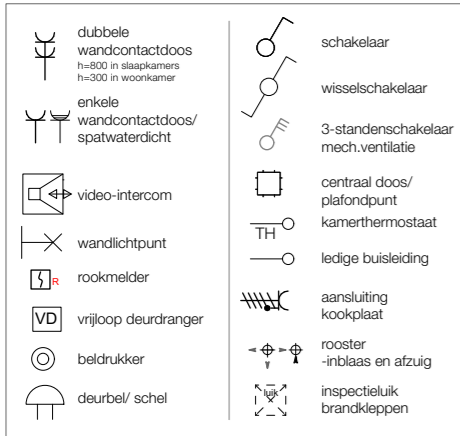 dubbele
wandcontactdoos
h=800 in slaapkamers
h=300 in woonkamer
enkele
wandcontactdoos/
spatwaterdicht
video-intercom
wandlichtpunt
R
rookmelder
VD
vrijloop deurdranger
beldrukker
deurbel/ schel
schakelaar
wisselschakelaar
3-standenschakelaar
mech.ventilatie
centraal doos/
plafondpunt
kamerthermostaat
TH
ledige buisleiding
aansluiting
kookplaat
rooster
-inblaas en afzuig
luik
inspectieluik
brandkleppen